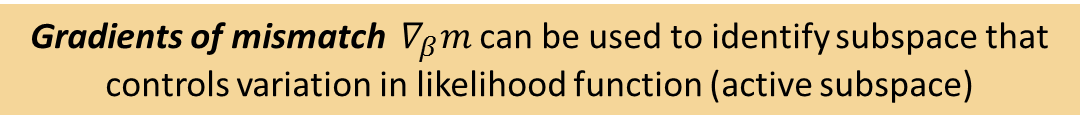 Gradients of mismatch ∇βm can be used to identify subspace that
controls variation in likelihood function (active subspace)